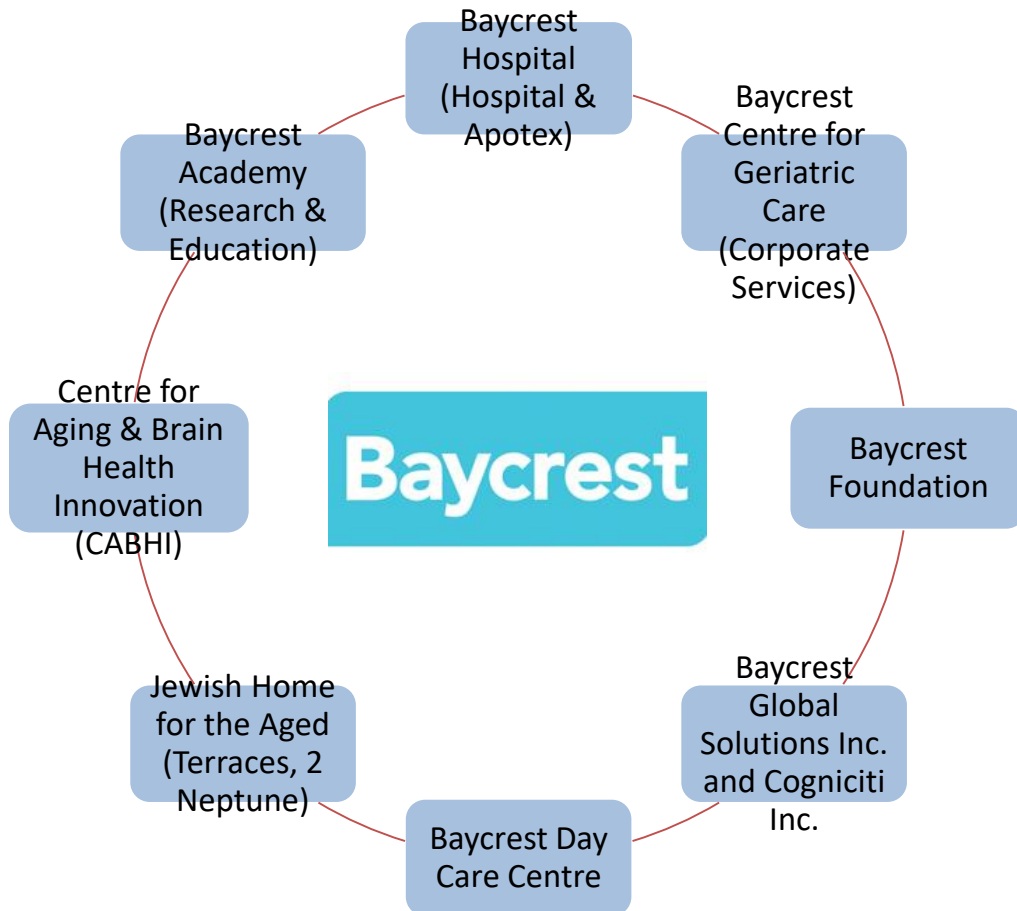 Baycrest
Hospital
(Hospital &
Apotex)
Baycrest
Centre for
Geriatric
Care
(Corporate
Services)
Baycrest
Foundation
Baycrest
Global
Solutions Inc.
and Cogniciti
Inc.
Baycrest Day
Care Centre
Jewish Home
for the Aged
(Terraces, 2
Neptune)
Centre for
Aging & Brain
Health
Innovation
(CABHI)
Baycrest
Academy
(Research &
Education)
Baycrest